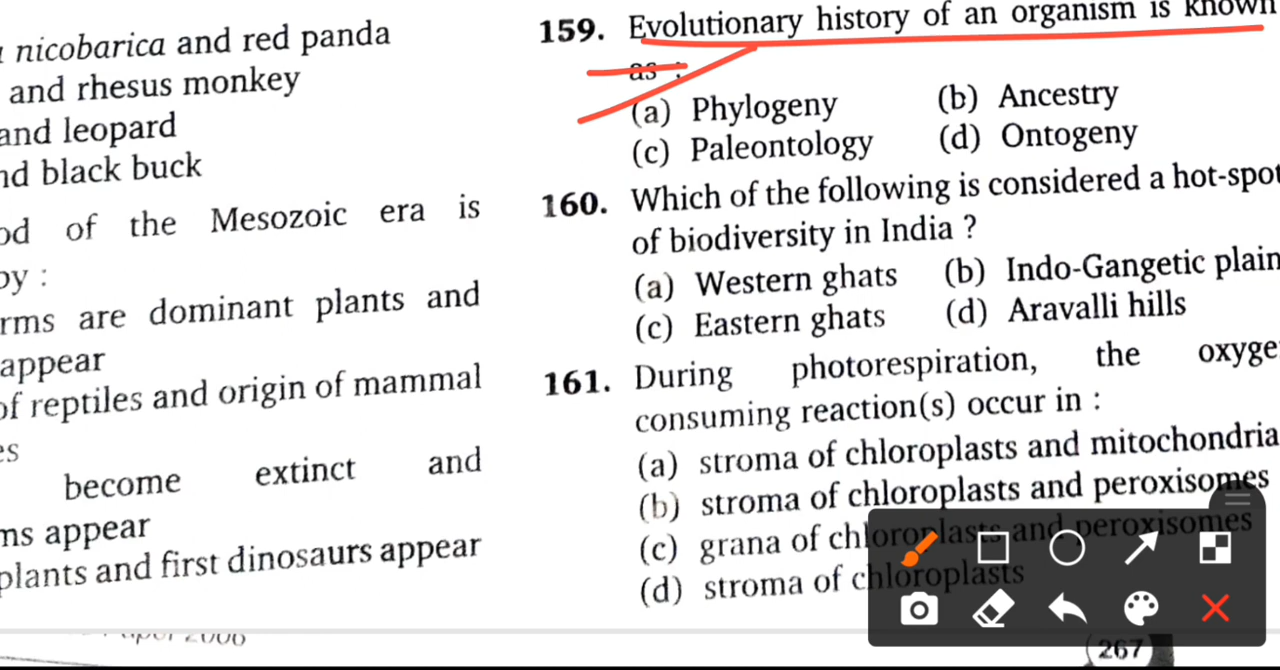 nicobarica and red panda
and rhesus monkey
and leopard
black buck
of the Mesozoic era is
by :
are dominant plants and
appear
of reptiles and origin of mammal
become extinct and
appear
plants and first dinosaurs appear
159. Evolutionary history of an organism is known
as :
(a) Phylogeny (b) Ancestry
(c) Paleontology (d) Ontogeny
160. Which of the following is considered a hot-spot
of biodiversity in India ?
(a) Western ghats (b) Indo-Gangetic plain
(c) Eastern ghats (d) Aravalli hills
161. During photorespiration, the oxyge
consuming reaction(s) occur in :
(a) stroma of chloroplasts and mitochondria
(b) stroma of chloroplasts and peroxisomes
(c) grana of chloroplasts and peroxisomes
(d) stroma of chloroplasts
267